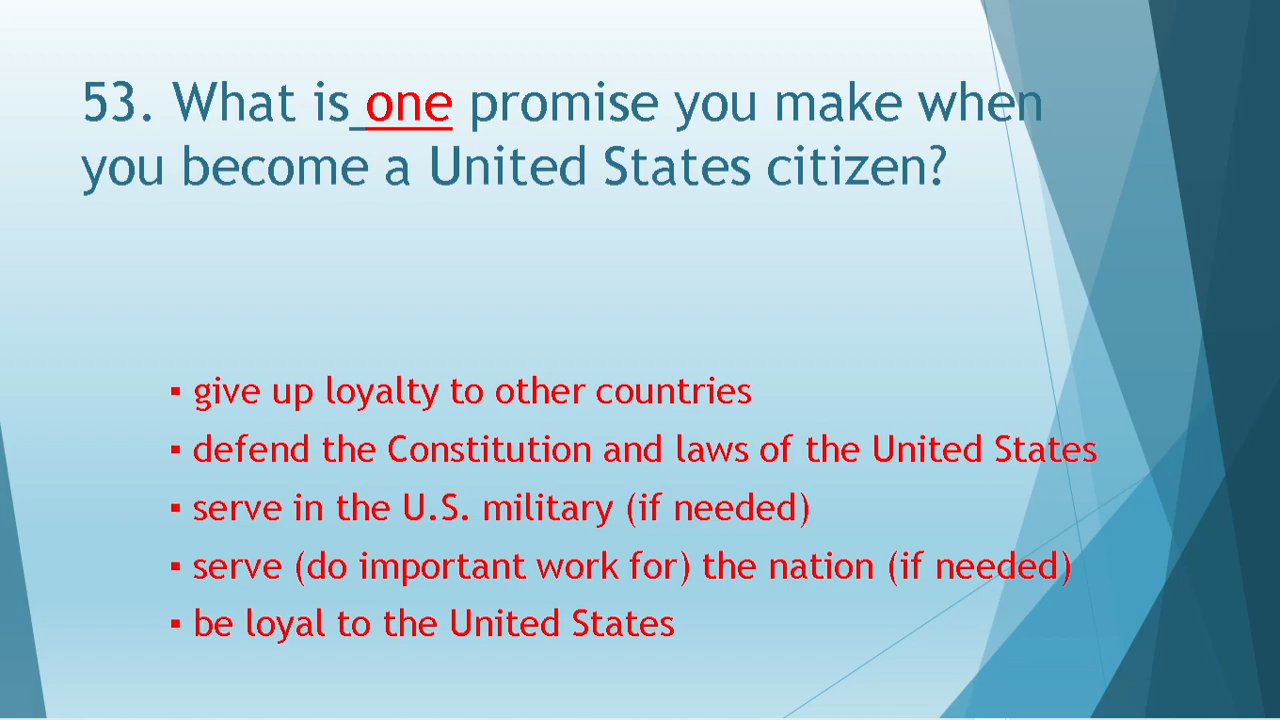 53. What is one promise you make when
you become a United States citizen?
▪ give up loyalty to other countries
▪ defend the Constitution and laws of the United States
▪ serve in the U.S. military (if needed)
▪ serve (do important work for) the nation (if needed)
▪ be loyal to the United States